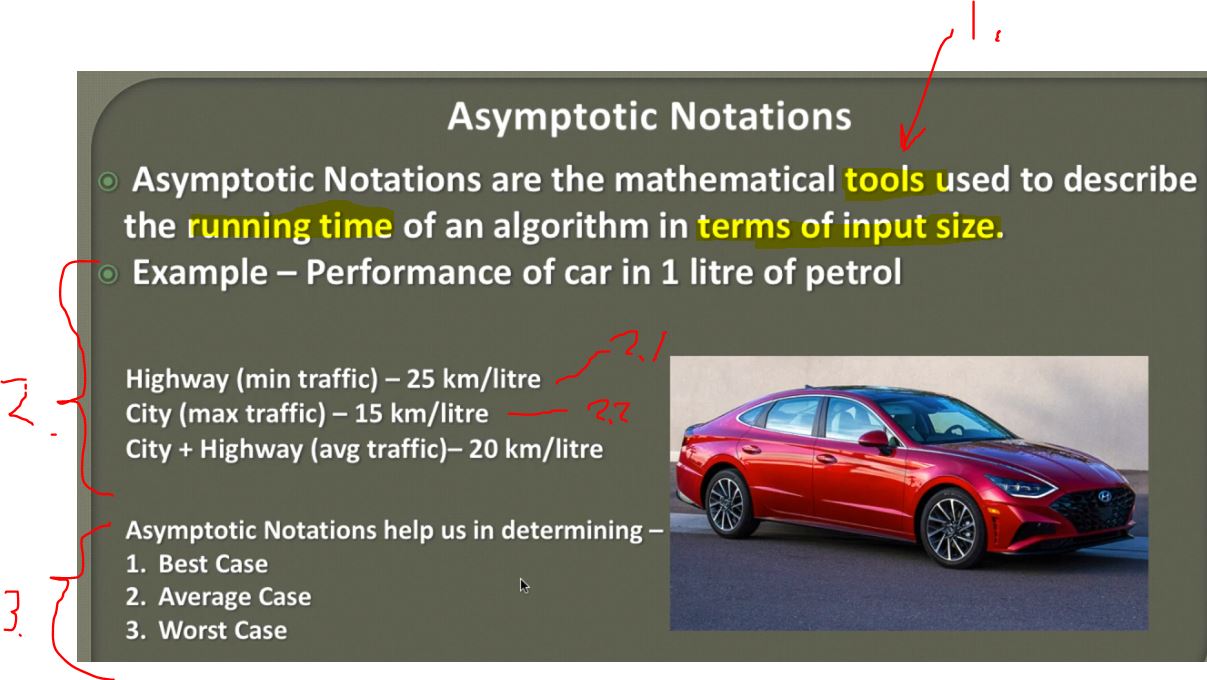 1.
Asymptotic Notations
Asymptotic Notations are the mathematical tools used to describe
the running time of an algorithm in terms of input size.
Example – Performance of car in 1 litre of petrol
2.1
Highway (min traffic) – 25 km/litre
2.
City (max traffic) – 15 km/litre 2.2
City + Highway (avg traffic)– 20 km/litre
Asymptotic Notations help us in determining –
1. Best Case
2. Average Case
3.
3. Worst Case